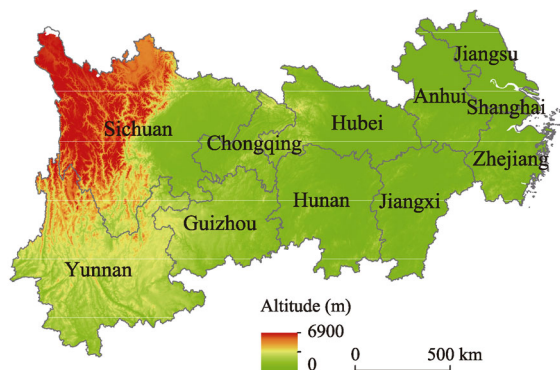 Jiangsu
Anhui
Shanghai
Sichuan
Hubei
Chongqing
Zhejiang
Hunan
Jiangxi
Guizhou
Yunnan
Altitude (m)
6900
0
0 500 km